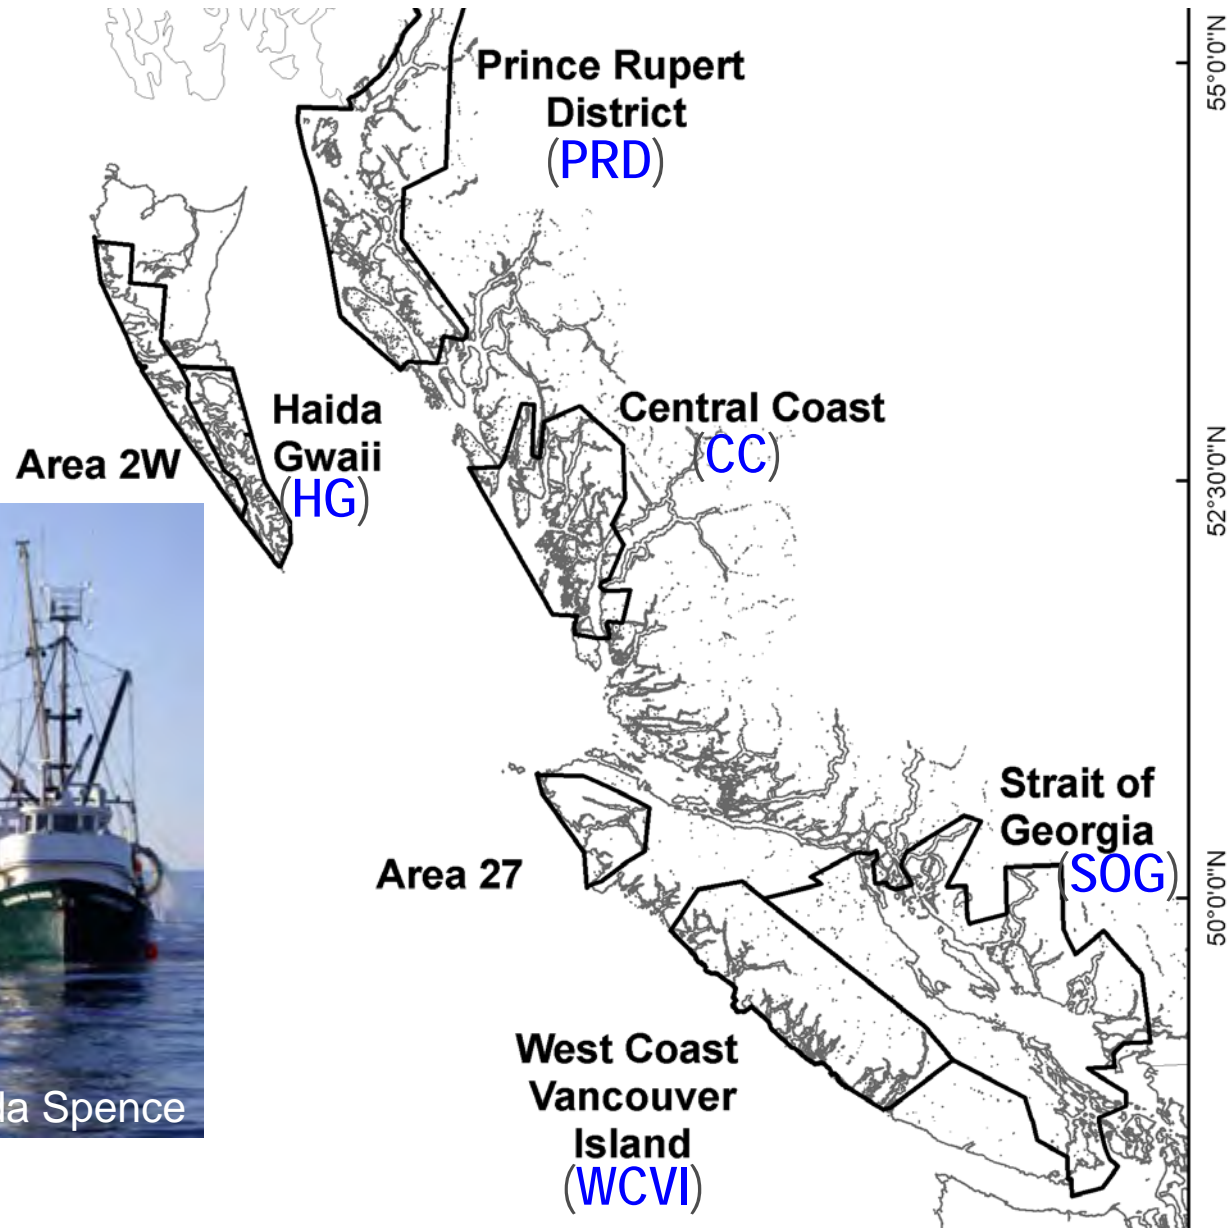 Prince Rupert
District
(PRD)
55°0'0"N
Haida
Gwaii
(HG)
Area 2W
Central Coast
(CC)
52°30'0"N
Strait of
Georgia
(SOG)
Area 27
50°0'0"N
West Coast
Vancouver
Island
(WCVI)
Spence